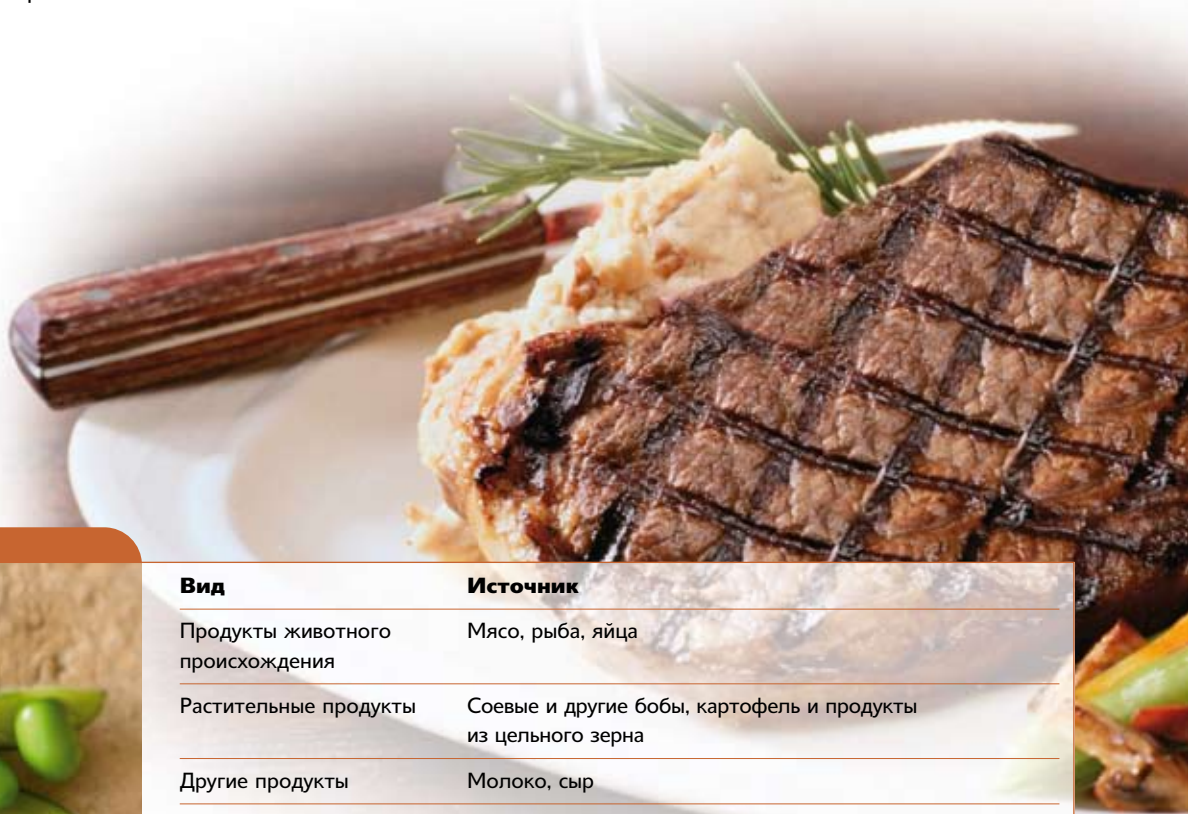 Вид Источник
Продукты животного Мясо, рыба, яйца
происхождения
Растительные продукты Соевые и другие бобы, картофель и продукты
из цельного зерна
Другие продукты Молоко, сыр